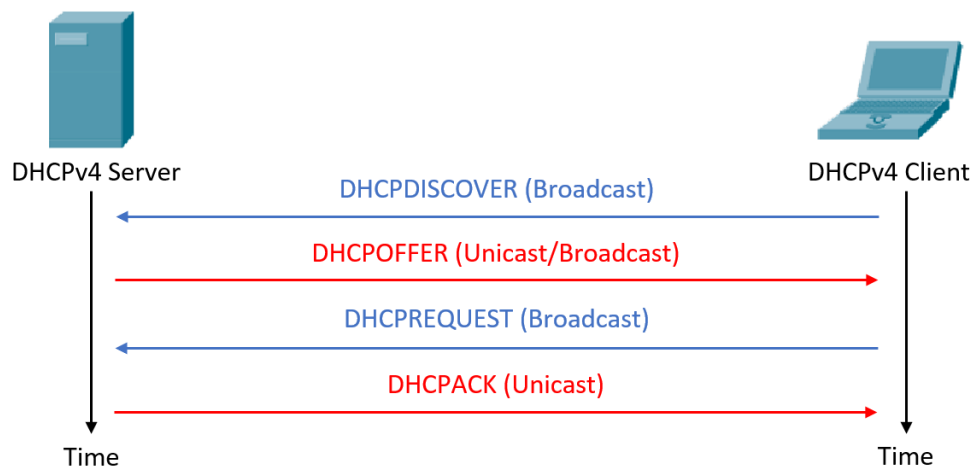 DHCPv4 Server
DHCPv4 Client
DHCPDISCOVER (Broadcast)
DHCPOFFER (Unicast/Broadcast)
DHCPREQUEST (Broadcast)
DHCPACK (Unicast)
Time
Time